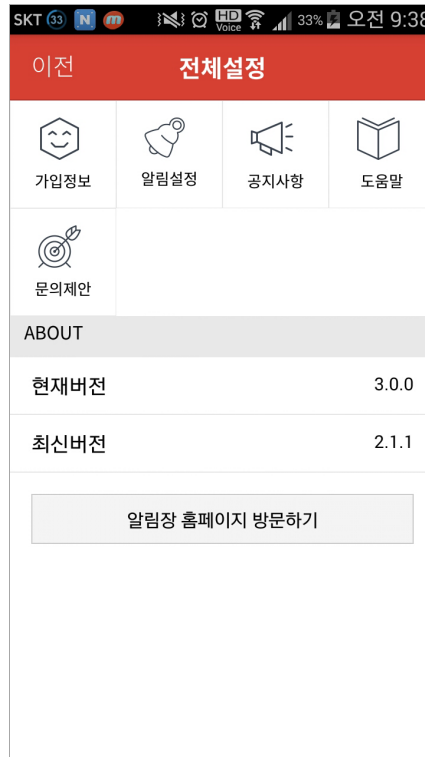 SKT 33 N m HD Voice 33% 오전 9:38
이전 전체설정
가입정보 알림설정 공지사항 도움말
문의제안
ABOUT
현재버전 3.0.0
최신버전 2.1.1
알림장 홈페이지 방문하기